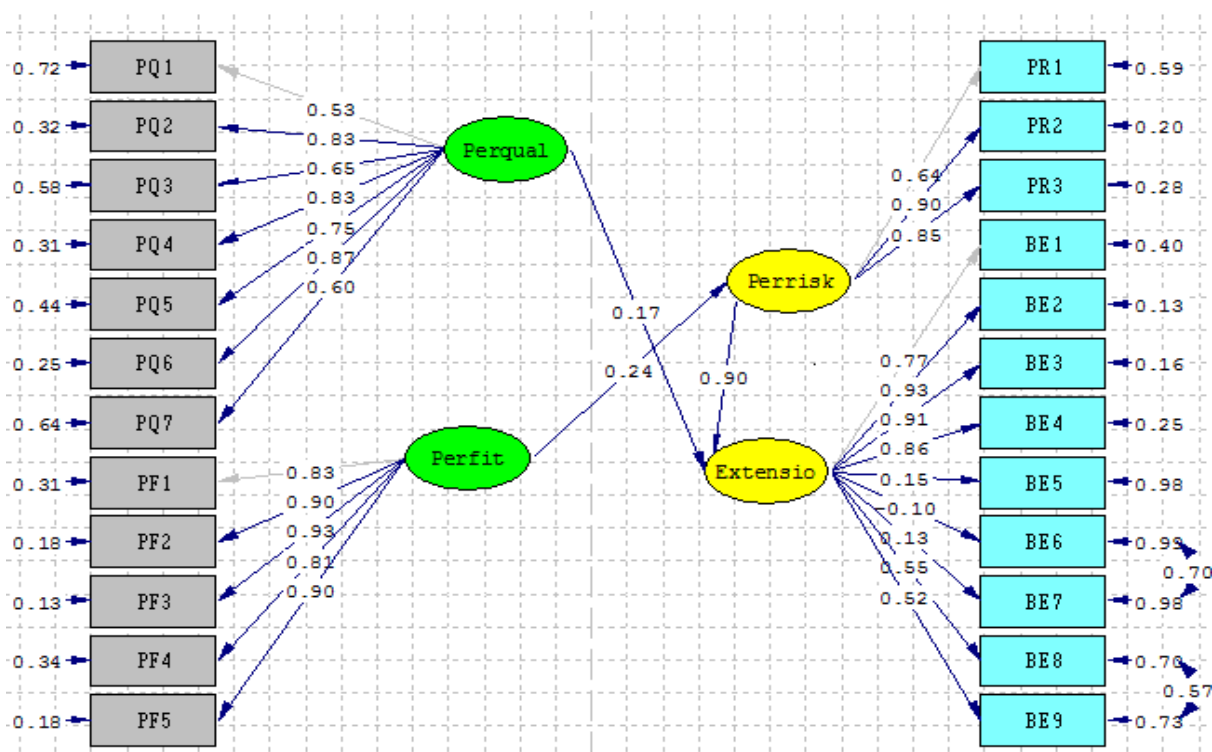 0.72 PQ1
0.32 PQ2
0.58 PQ3
0.31 PQ4
0.44 PQ5
0.25 PQ6
0.64 PQ7
0.31 PF1
0.18 PF2
0.13 PF3
0.34 PF4
0.18 PF5
0.53
0.83
0.65
0.83
0.75
0.87
0.60
Perqual
0.83
0.90
0.93
0.81
0.90
Perfit
0.17
0.24
0.90
Perrisk
Extensio
0.64
0.90
0.85
0.77
0.93
0.91
0.86
0.15
-0.10
0.13
0.55
0.52
PR1 0.59
PR2 0.20
PR3 0.28
BE1 0.40
BE2 0.13
BE3 0.16
BE4 0.25
BE5 0.98
BE6 0.99
0.70
BE7 0.98
BE8 0.70
0.57
BE9 0.73